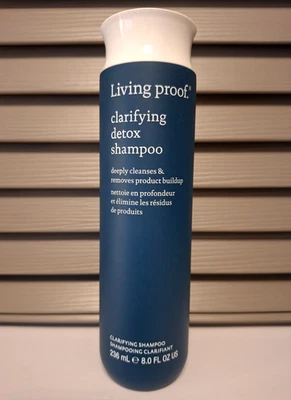 Living proof.®
clarifying
detox
shampoo
deeply cleanses &
removes product buildup
nettoie en profondeur
et élimine les résidus
de produits
CLARIFYING SHAMPOO
SHAMPOOING CLARIFIANT
236 mL ℮ 8.0 FL OZ US